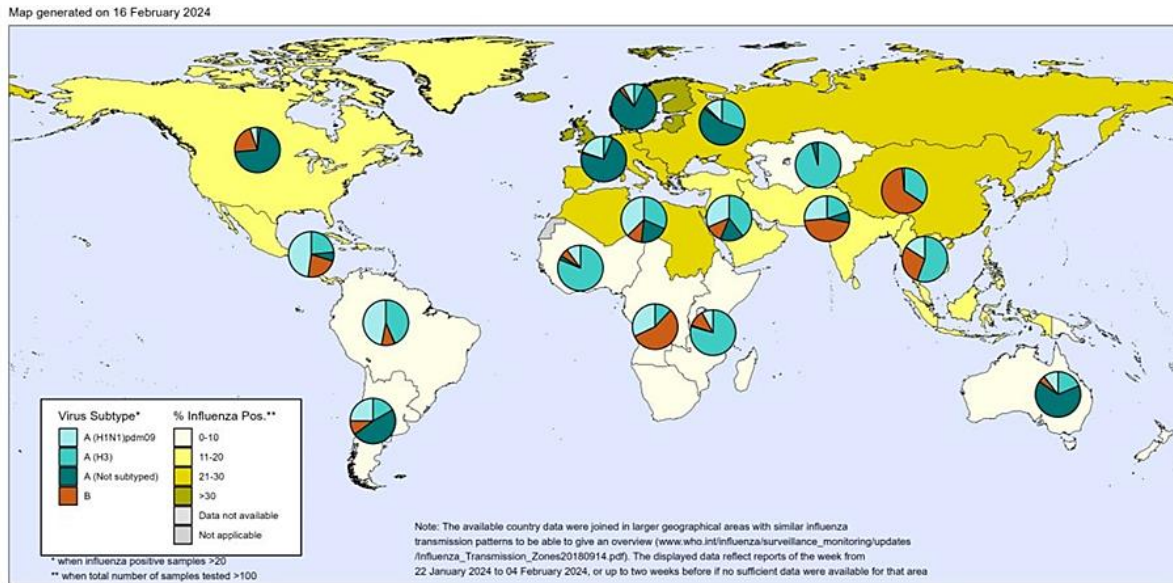 Map generated on 16 February 2024
Virus Subtype*
A (H1N1)pdm09
A (H3)
A (Not subtyped)
B
% Influenza Pos.**
0-10
11-20
21-30
>30
Data not available
Not applicable
* when influenza positive samples >20
** when total number of samples tested >100
Note: The available country data were joined in larger geographical areas with similar influenza
transmission patterns to be able to give an overview (www.who.int/influenza/surveillance_monitoring/updates
/Influenza_Transmission_Zones20180914.pdf). The displayed data reflect reports of the week from
22 January 2024 to 04 February 2024, or up to two weeks before if no sufficient data were available for that area